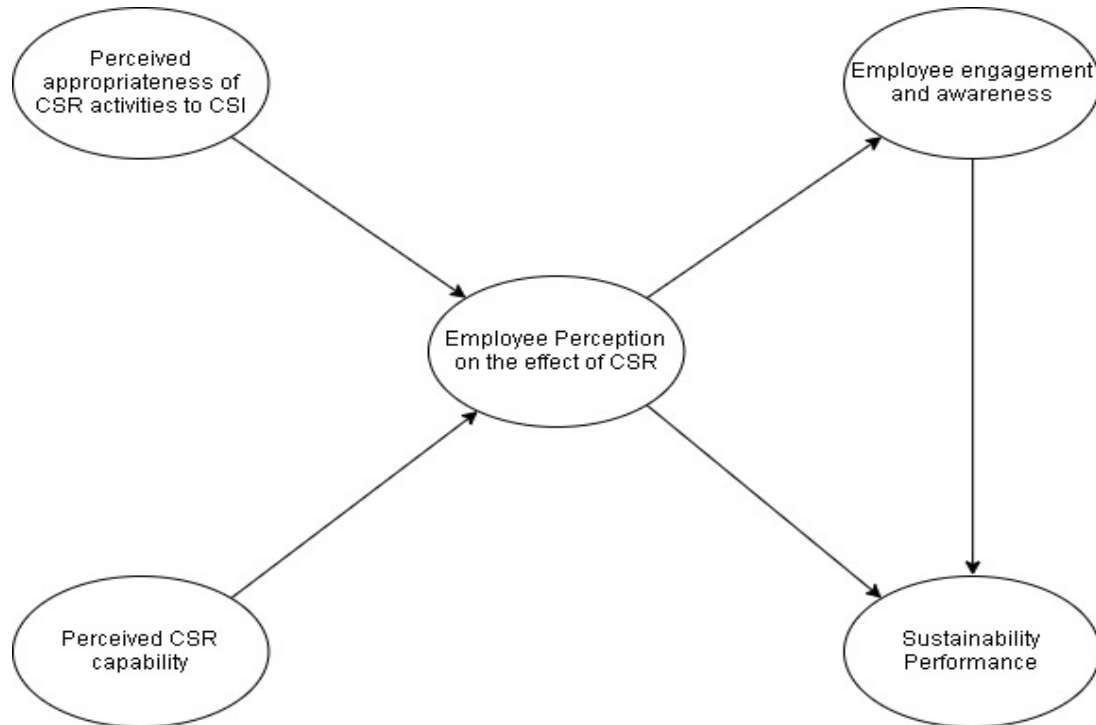 Perceived
appropriateness of
CSR activities to CSI
Employee engagement
and awareness
Employee Perception
on the effect of CSR
Perceived CSR
capability
Sustainability
Performance